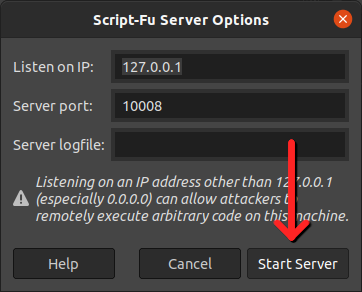 Script-Fu Server Options
Listen on IP: 127.0.0.1
Server port: 10008
Server logfile:
Listening on an IP address other than 127.0.0.1
(especially 0.0.0.0) can allow attackers to
remotely execute arbitrary code on this machine.
Help Cancel Start Server